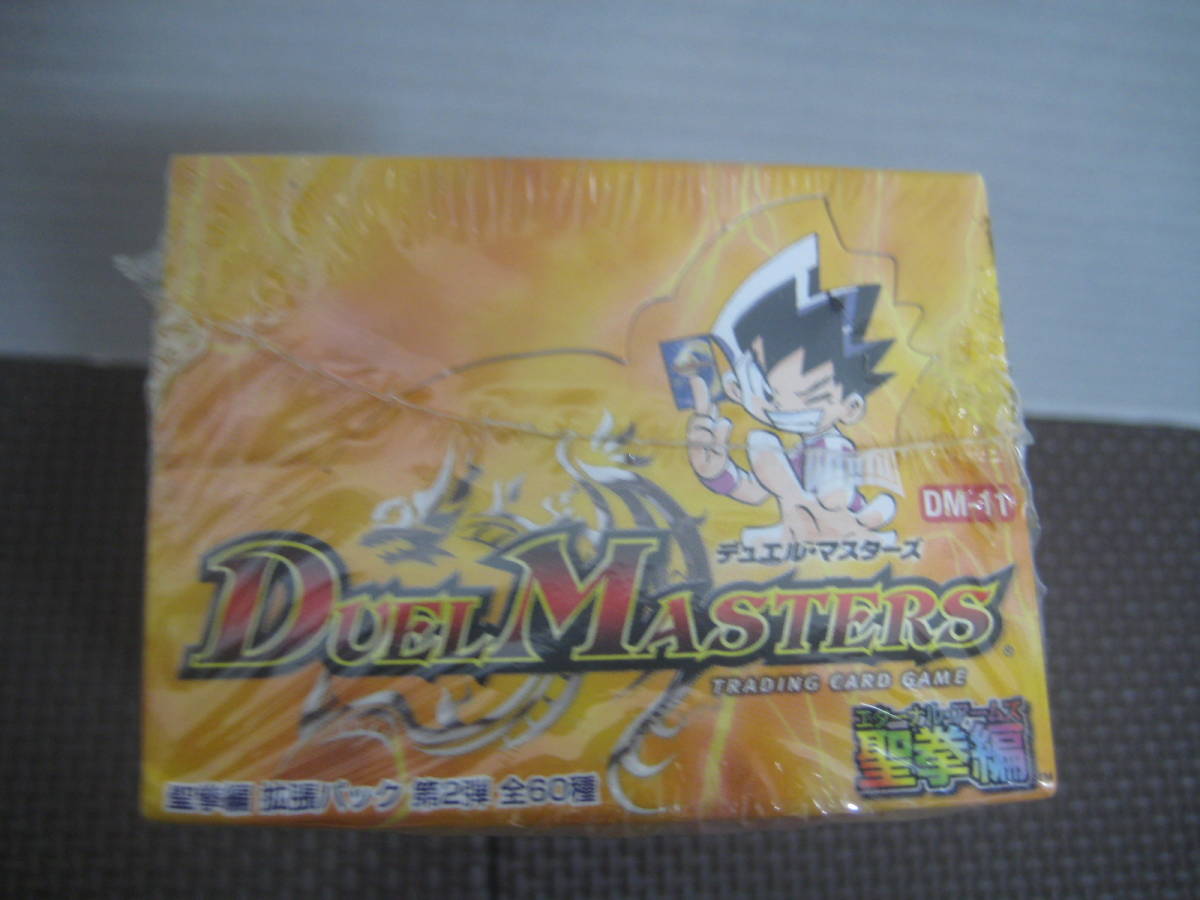 DM-11
デュエル・マスターズ
DUEL MASTERS
TRADING CARD GAME
エターナル・アームズ
聖拳編
聖拳編 拡張パック 第2弾 全60種